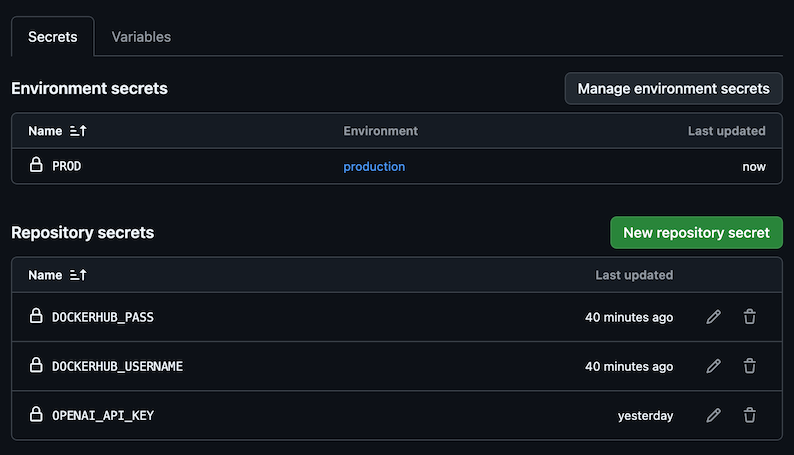 Secrets Variables
Environment secrets Manage environment secrets
Name Environment Last updated
PROD production now
Repository secrets New repository secret
Name Last updated
DOCKERHUB_PASS 40 minutes ago
DOCKERHUB_USERNAME 40 minutes ago
OPENAI_API_KEY yesterday